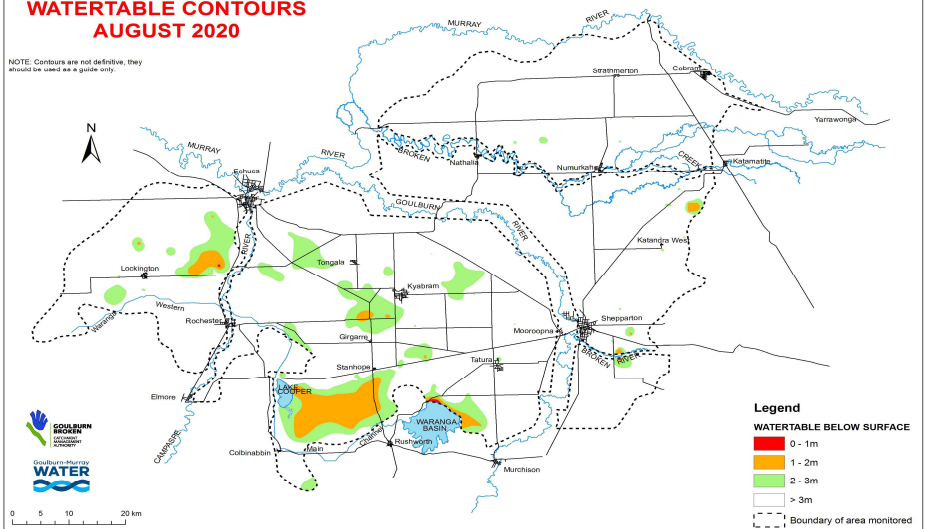 WATERTABLE CONTOURS
AUGUST 2020
NOTE: Contours are not definitive, they
should be used as a guide only.
N
MURRAY
RIVER
Strathmerton
Cobram
Yarrawonga
MURRAY
RIVER
BROKEN
Nathalia
Numurkah
CREEK
Katamatite
Echuca
GOULBURN
RIVER
RIVER
Katandra West
Lockington
Tongala
Kyabram
Waranga
Western
Rochester
Girgarre
Mooroopna
Shepparton
BROKEN
RIVER
Stanhope
Tatura
LAKE
COOPER
Elmore
WARANGA
BASIN
CAMPASPE
Colbinabbin
Main
Channel
Rushworth
Murchison
GOULBURN
BROKEN
CATCHMENT
MANAGEMENT
AUTHORITY
Goulburn-Murray
WATER
0 5 10 20 km
Legend
WATERTABLE BELOW SURFACE
0 - 1m
1 - 2m
2 - 3m
> 3m
Boundary of area monitored